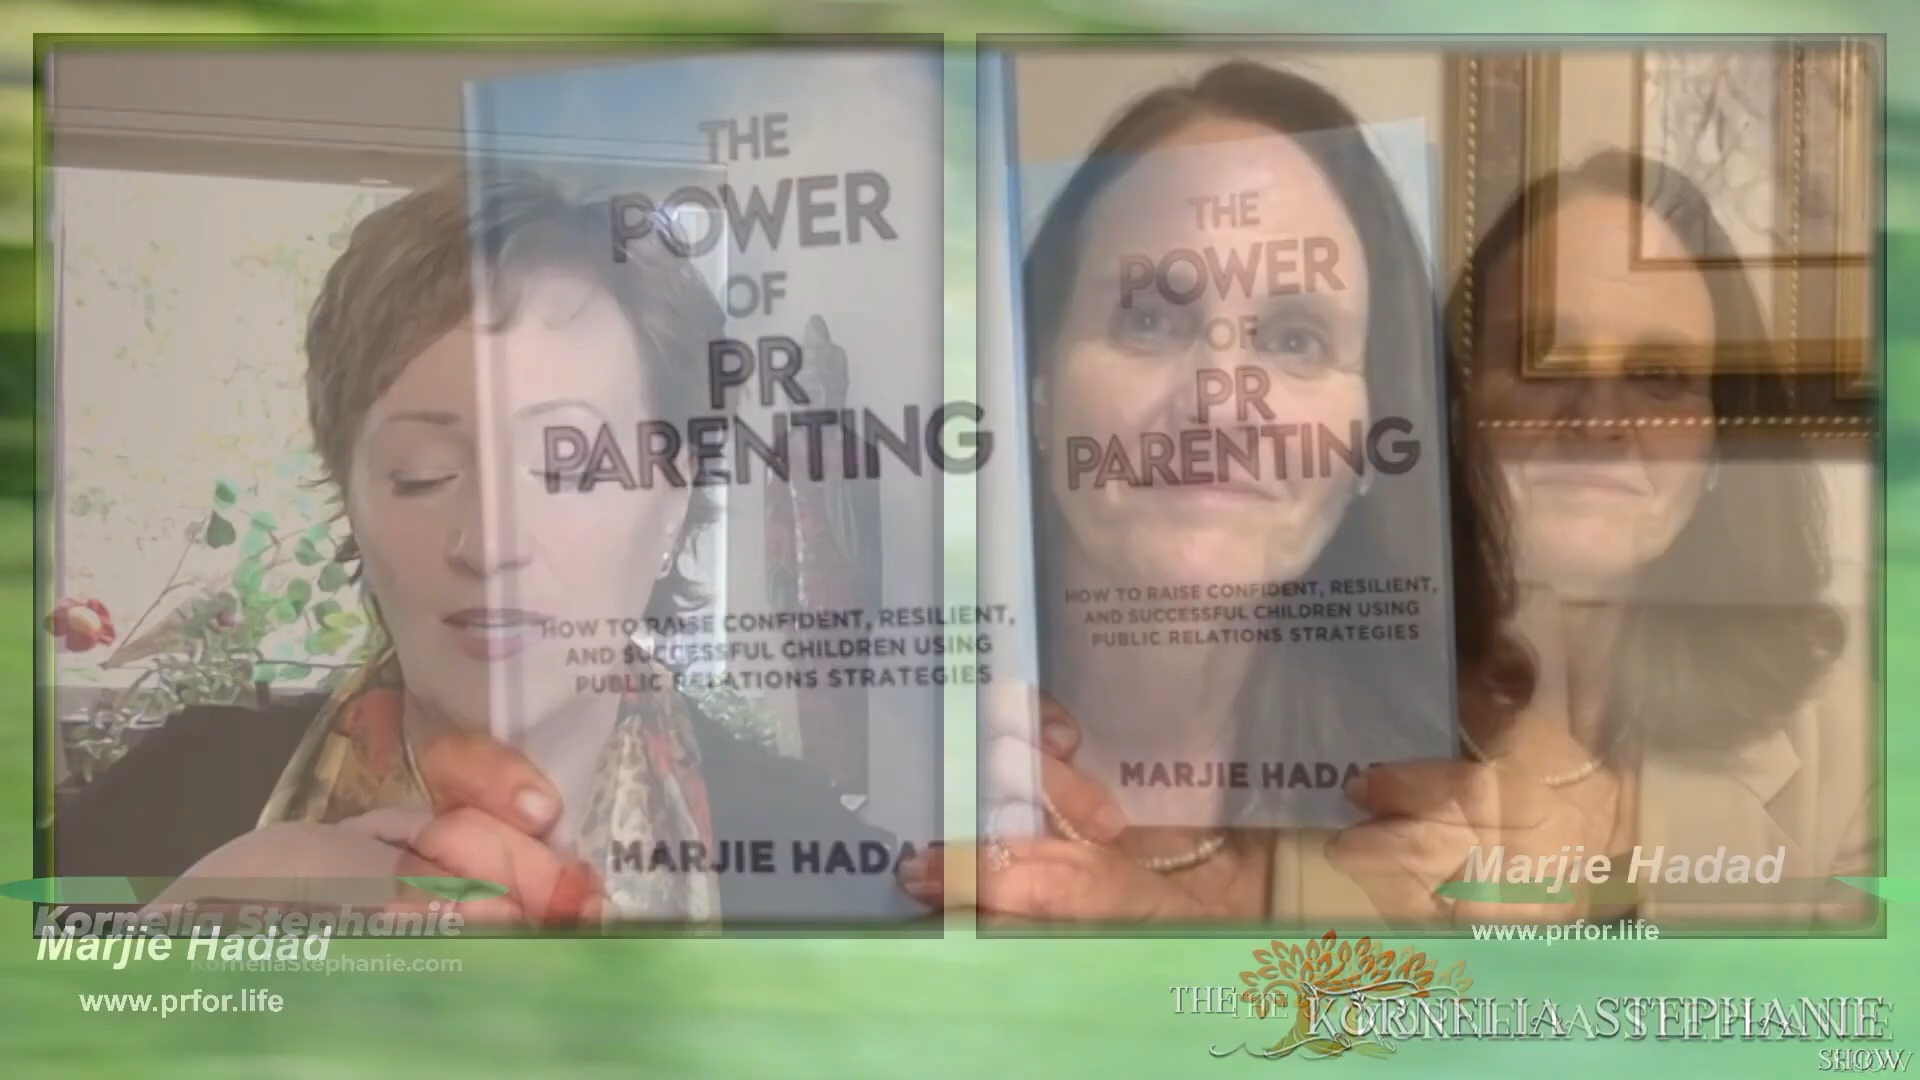 THE
POWER
OF
PR
PARENTING
HOW TO RAISE CONFIDENT, RESILIENT,
AND SUCCESSFUL CHILDREN USING
PUBLIC RELATIONS STRATEGIES
MARJIE HADA
THE
POWER
OF
PR
PARENTING
HOW TO RAISE CONFIDENT, RESILIENT,
AND SUCCESSFUL CHILDREN USING
PUBLIC RELATIONS STRATEGIES
MARJIE HADA
Kornelia Stephanie
KorneliaStephanie.com
Marjie Hadad
www.prfor.life
Marjie Hadad
www.prfor.life
THE KORNELIA STEPHANIE
SHOW